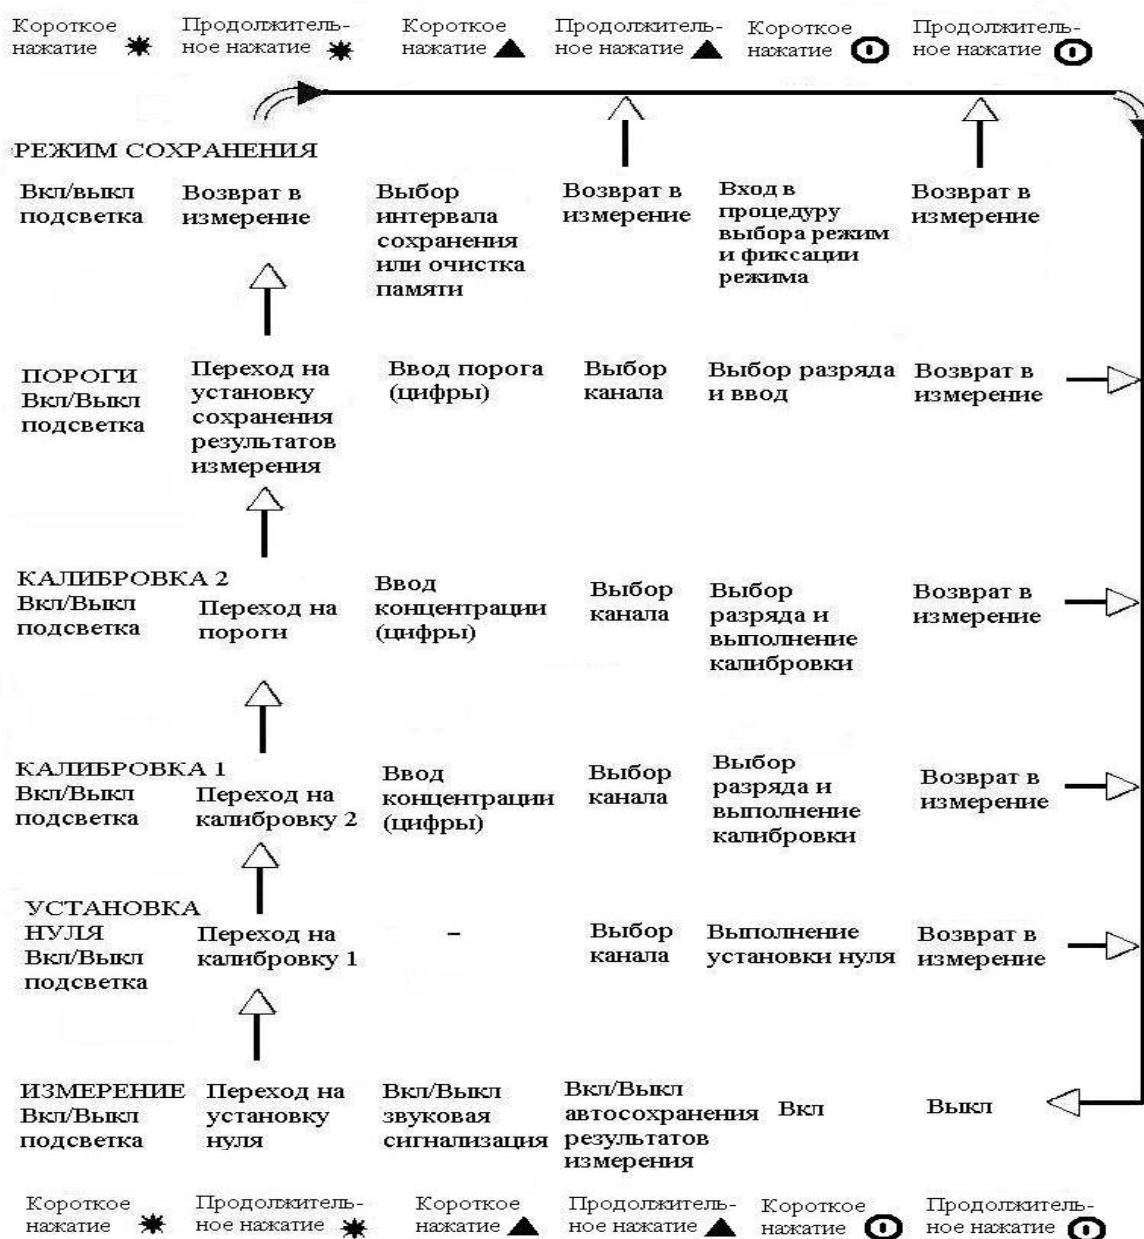 Короткое нажатие
Продолжитель-
ное нажатие
Короткое нажатие
Продолжитель-
ное нажатие
Короткое нажатие
Продолжитель-
ное нажатие
РЕЖИМ СОХРАНЕНИЯ
Вкл/выкл
подсветка
Возврат в
измерение
Выбор
интервала
сохранения
или очистка
памяти
Возврат в
измерение
Вход в
процедуру
выбора режим
и фиксации
режима
Возврат в
измерение
ПОРОГИ
Вкл/Выкл
подсветка
Переход на
установку
сохранения
результатов
измерения
Ввод порога
(цифры)
Выбор
канала
Выбор разряда
и ввод
Возврат в
измерение
КАЛИБРОВКА 2
Вкл/Выкл
подсветка
Переход на
пороги
Ввод
концентрации
(цифры)
Выбор
канала
Выбор
разряда и
выполнение
калибровки
Возврат в
измерение
КАЛИБРОВКА 1
Вкл/Выкл
подсветка
Переход на
калибровку 2
Ввод
концентрации
(цифры)
Выбор
канала
Выбор
разряда и
выполнение
калибровки
Возврат в
измерение
УСТАНОВКА
НУЛЯ
Вкл/Выкл
подсветка
Переход на
калибровку 1
–
Выбор
канала
Выполнение
установки нуля
Возврат в
измерение
ИЗМЕРЕНИЕ
Вкл/Выкл
подсветка
Переход на
установку
нуля
Вкл/Выкл
звуковая
сигнализация
Вкл/Выкл
автосохранения
результатов
измерения
Вкл
Выкл
Короткое
нажатие
Продолжитель-
ное нажатие
Короткое
нажатие
Продолжитель-
ное нажатие
Короткое
нажатие
Продолжитель-
ное нажатие